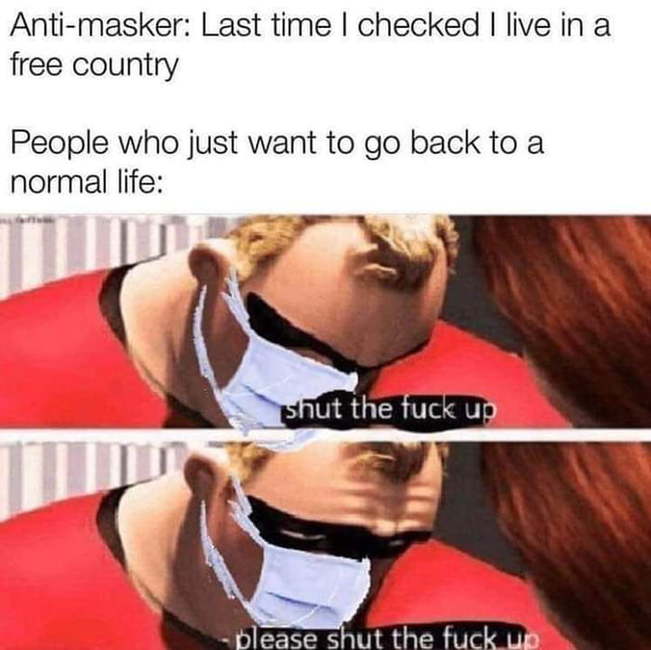 Anti-masker: Last time I checked I live in a
free country
People who just want to go back to a
normal life:
shut the fuck up
- please shut the fuck up